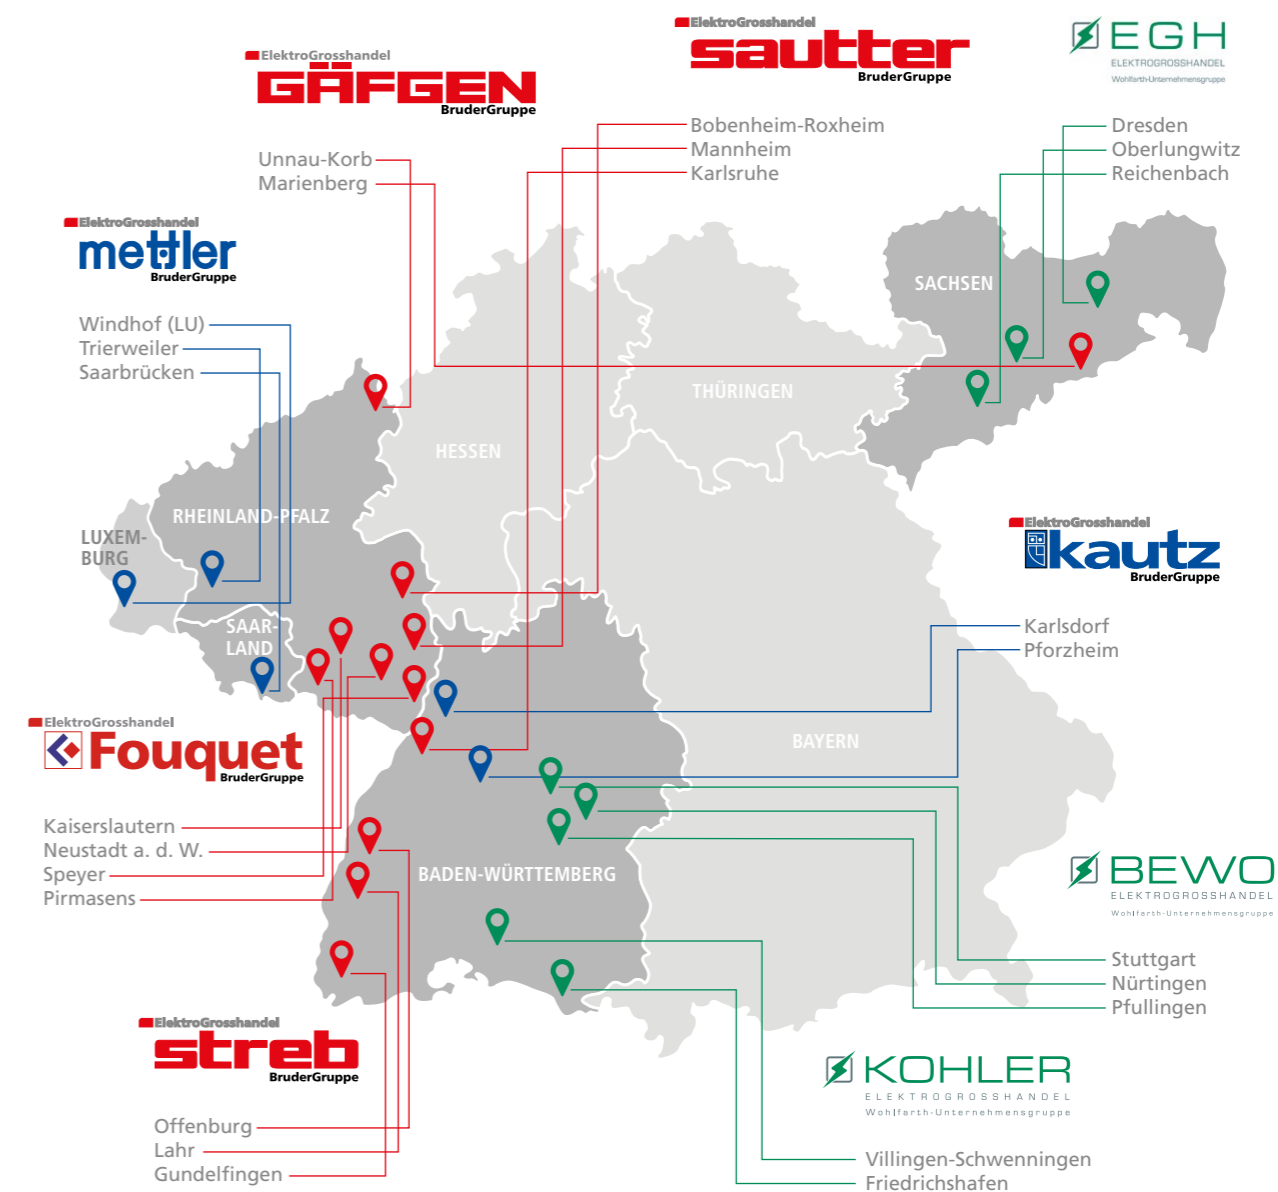 ElektroGrosshandel
GÄFGEN
BruderGruppe
Unnau-Korb
Marienberg
ElektroGrosshandel
sautter
BruderGruppe
Bobenheim-Roxheim
Mannheim
Karlsruhe
EGH
ELEKTROGROSSHANDEL
Wohlfarth-Unternehmensgruppe
Dresden
Oberlungwitz
Reichenbach
ElektroGrosshandel
mettler
BruderGruppe
Windhof (LU)
Trierweiler
Saarbrücken
SACHSEN
THÜRINGEN
HESSEN
RHEINLAND-PFALZ
LUXEM-
BURG
SAAR-
LAND
BAYERN
BADEN-WÜRTTEMBERG
ElektroGrosshandel
kautz
BruderGruppe
Karlsdorf
Pforzheim
ElektroGrosshandel
Fouquet
BruderGruppe
Kaiserslautern
Neustadt a. d. W.
Speyer
Pirmasens
BEWO
ELEKTROGROSSHANDEL
Wohlfarth-Unternehmensgruppe
Stuttgart
Nürtingen
Pfullingen
ElektroGrosshandel
streb
BruderGruppe
Offenburg
Lahr
Gundelfingen
KOHLER
ELEKTROGROSSHANDEL
Wohlfarth-Unternehmensgruppe
Villingen-Schwenningen
Friedrichshafen